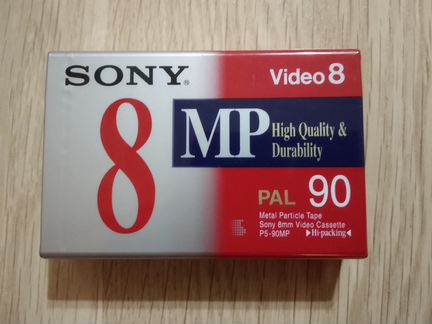 SONY®
Video 8
8
MP High Quality &
Durability
PAL 90
Metal Particle Tape
Sony 8mm Video Cassette
P5-90MP ▶Hi-packing◀